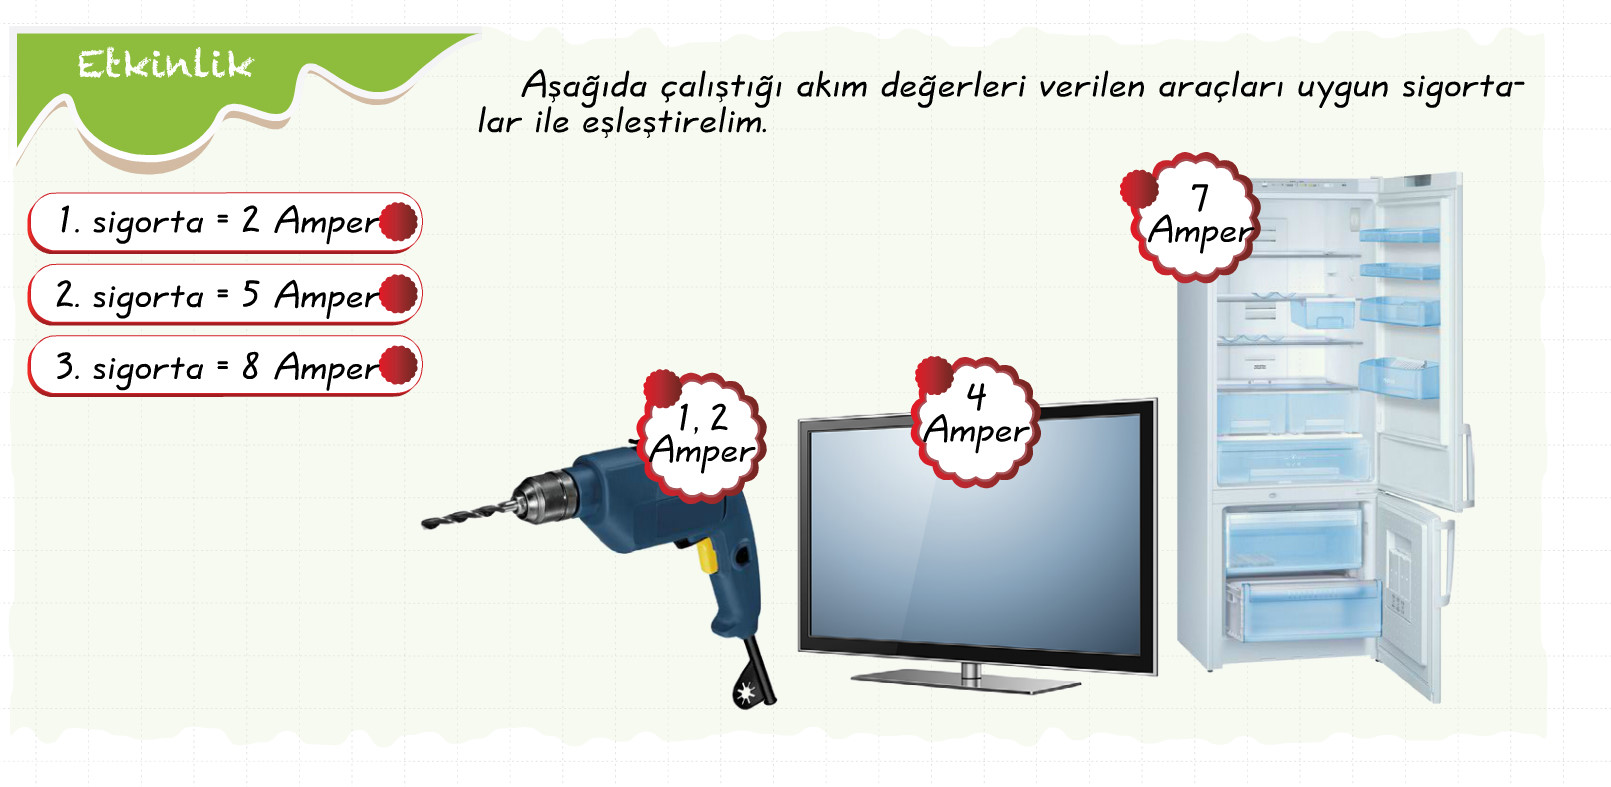 Etkinlik
Aşağıda çalıştığı akım değerleri verilen araçları uygun sigorta-
lar ile eşleştirelim.
1. sigorta = 2 Amper
2. sigorta = 5 Amper
3. sigorta = 8 Amper
1, 2
Amper
4
Amper
7
Amper